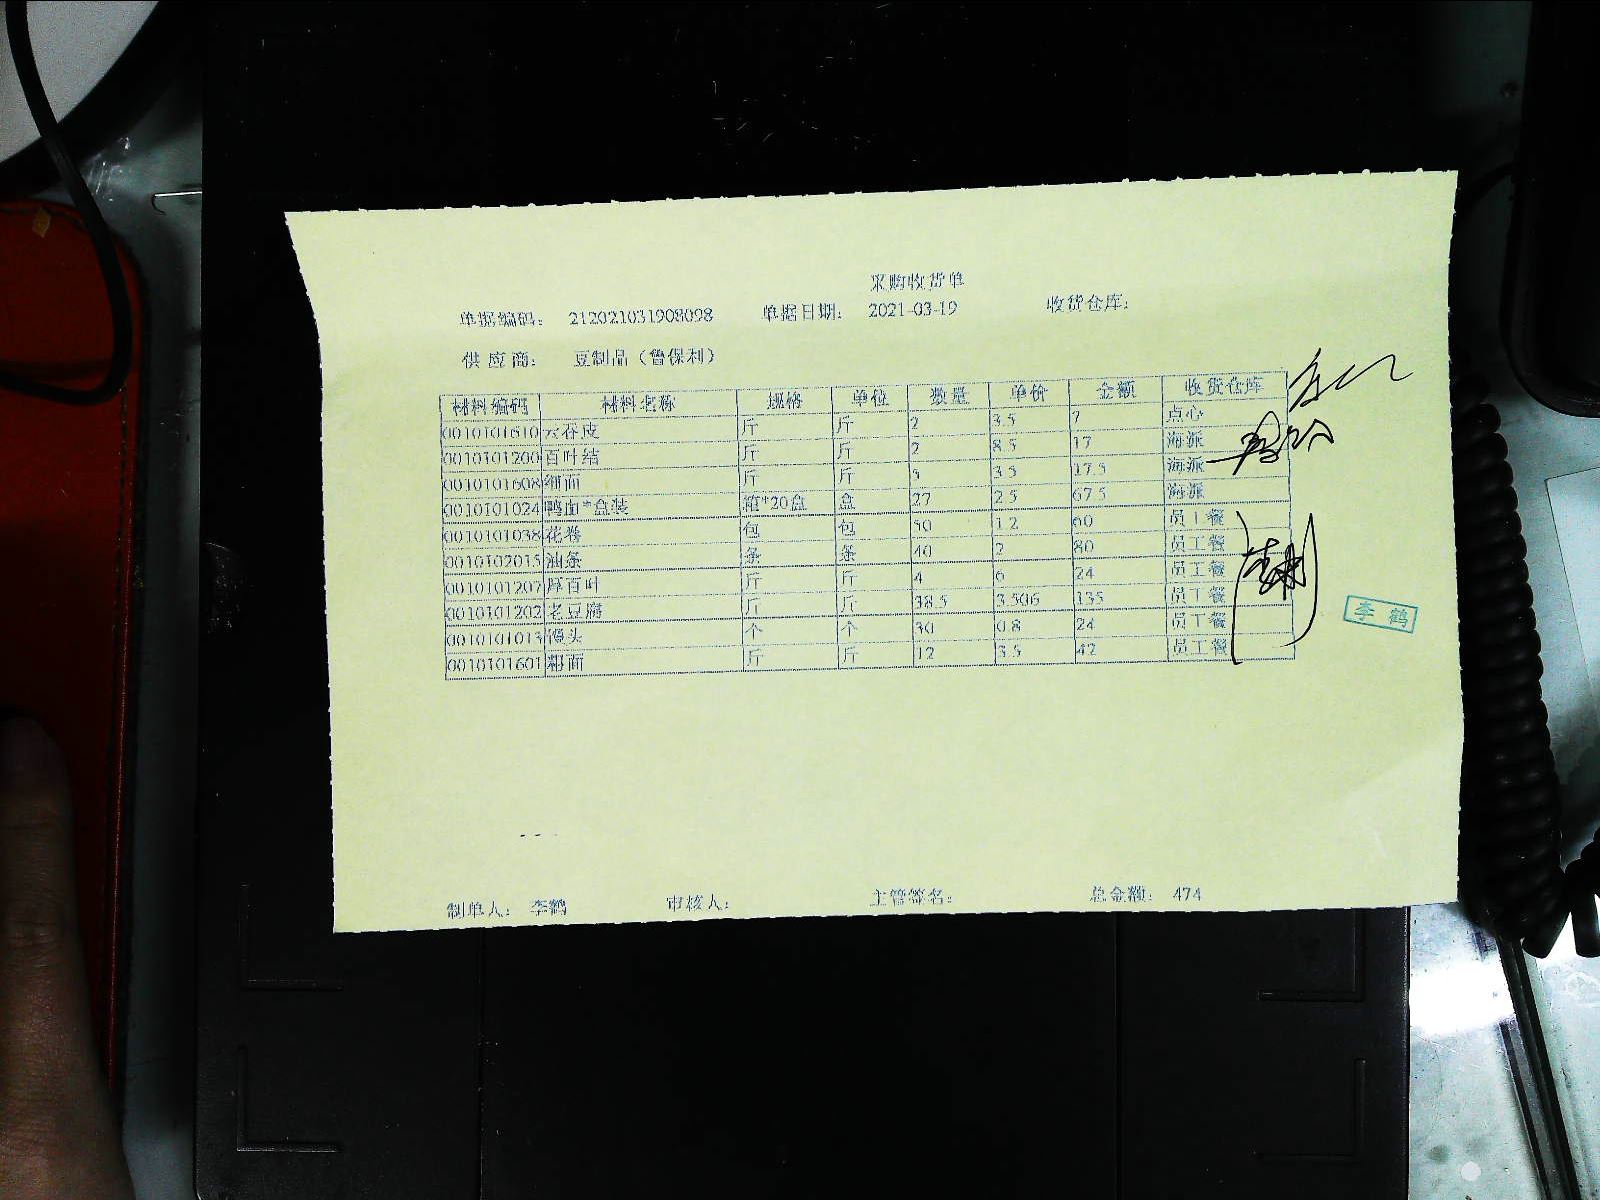 采购收货单
单据编码： 212021031908098 单据日期： 2021-03-19 收货仓库：
供 应 商： 豆制品（鲁保利）
材料编码 材料名称 规格 单位 数量 单价 金额 收货仓库
0010101610 云吞皮 斤 斤 2 3.5 7 点心
0010101200 百叶结 斤 斤 2 8.5 17 海派
0010101608 细面 斤 斤 5 3.5 17.5 海派
0010101024 鸭血*盒装 箱*20盒 盒 27 2.5 67.5 海派
0010101038 花卷 包 包 50 1.2 60 员工餐
0010102015 油条 条 条 40 2 80 员工餐
0010101207 厚百叶 斤 斤 4 6 24 员工餐
0010101202 老豆腐 斤 斤 38.5 3.506 135 员工餐
0010101013 馒头 个 个 30 0.8 24 员工餐
0010101601 粗面 斤 斤 12 3.5 42 员工餐
李 鹤
制单人： 李鹤 审核人： 主管签名： 总金额： 474